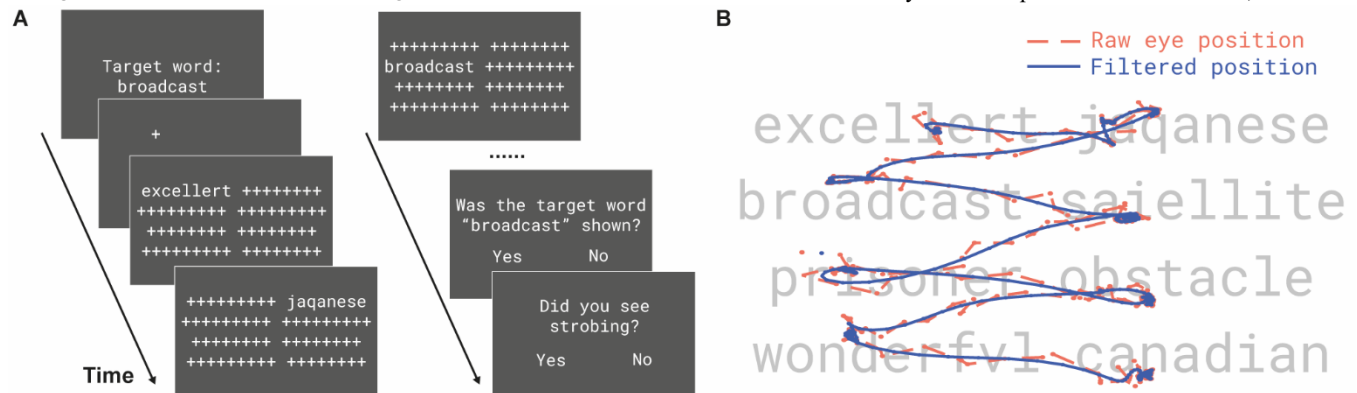 A
Target word:
broadcast
+
excellert ++++++++
+++++++++ +++++++++
++++++++ ++++++++
+++++++++ ++++++++
+++++++++ jaqanese
+++++++++ +++++++++
++++++++ ++++++++
+++++++++ ++++++++
Time
+++++++++ ++++++++
broadcast +++++++++
++++++++ ++++++++
+++++++++ ++++++++
......
Was the target word
“broadcast” shown?
Yes No
Did you see
strobing?
Yes No
B
Raw eye position
Filtered position
excellert jaqanese
broadcast saiellite
prisoner obstacle
wonderfvl canadian